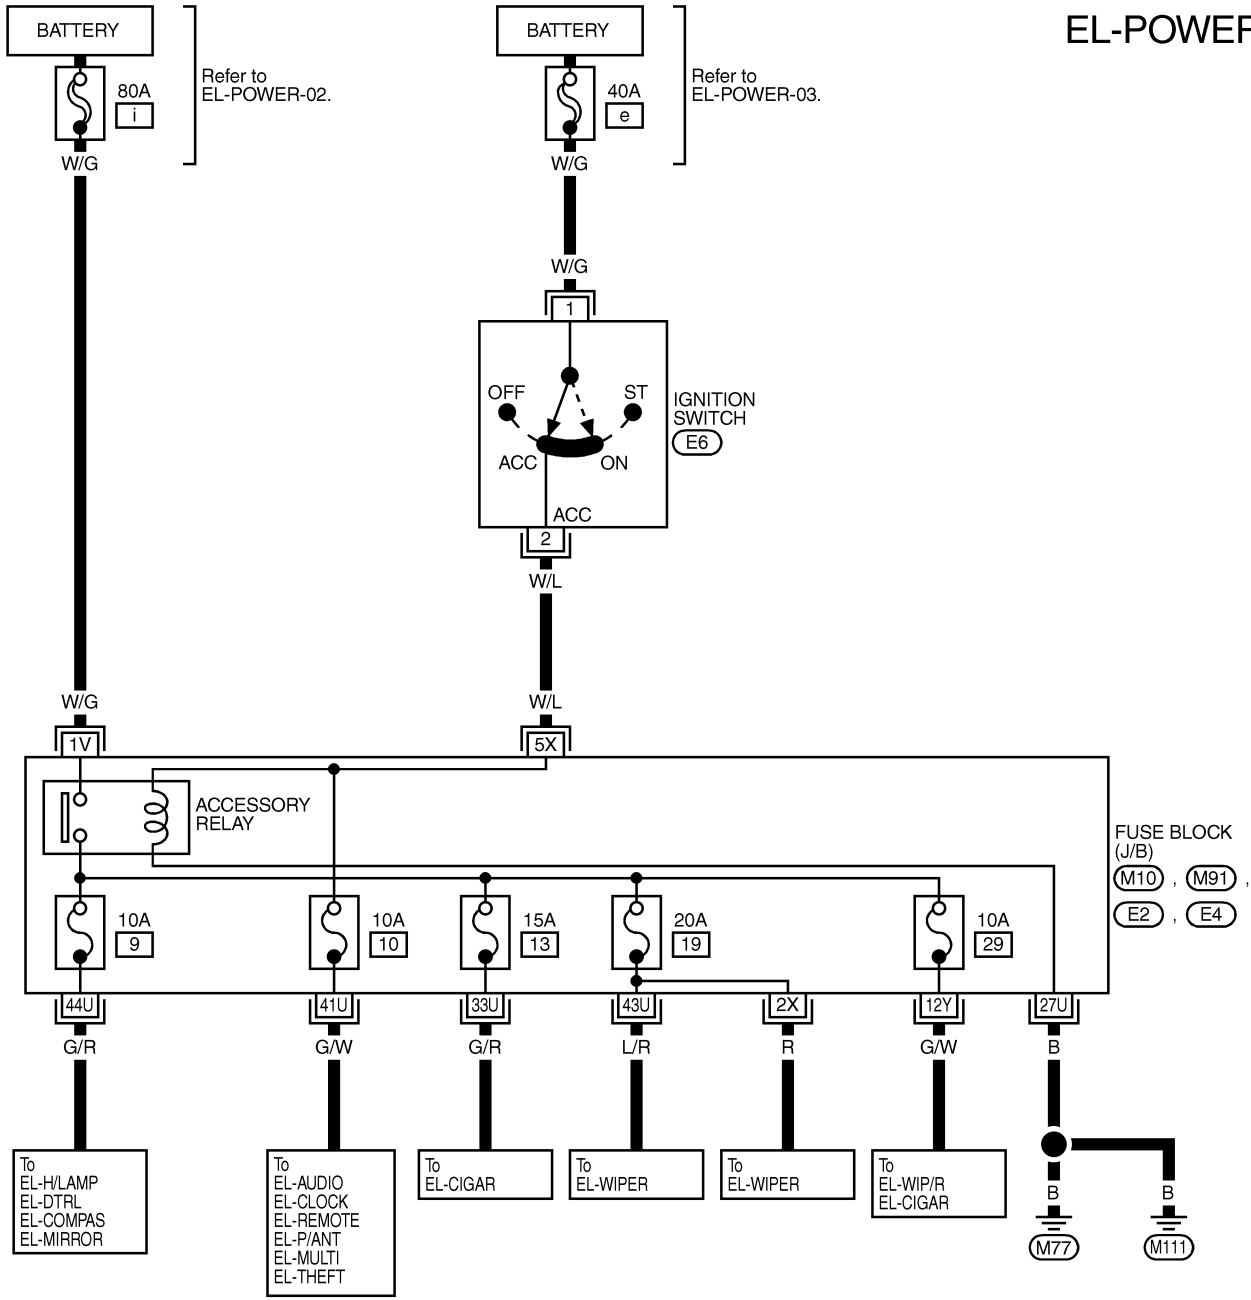 EL-POWER
BATTERY
BATTERY
80A
i
Refer to
EL-POWER-02.
40A
e
Refer to
EL-POWER-03.
W/G
W/G
W/G
1
OFF
ST
IGNITION
SWITCH
E6
ACC
ON
ACC
2
W/L
W/G
W/L
1V
5X
ACCESSORY
RELAY
FUSE BLOCK
(J/B)
M10 , M91 ,
E2 , E4
10A
9
10A
10
15A
13
20A
19
10A
29
44U
41U
33U
43U
2X
12Y
27U
G/R
G/W
G/R
L/R
R
G/W
B
To
EL-H/LAMP
EL-DTRL
EL-COMPAS
EL-MIRROR
To
EL-AUDIO
EL-CLOCK
EL-REMOTE
EL-P/ANT
EL-MULTI
EL-THEFT
To
EL-CIGAR
To
EL-WIPER
To
EL-WIPER
To
EL-WIP/R
EL-CIGAR
B
B
M77
M111